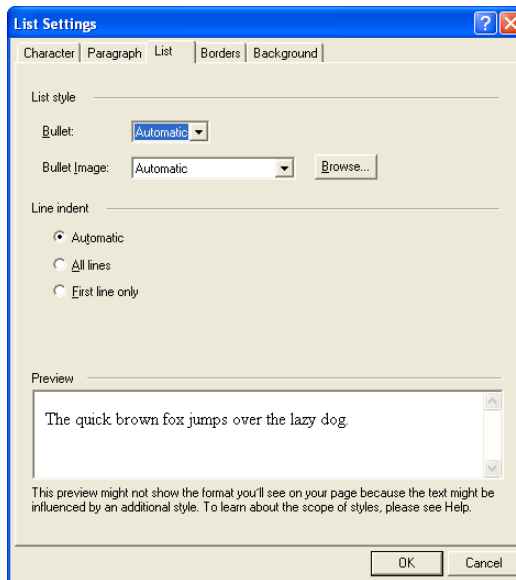 List Settings
Character Paragraph List Borders Background
List style
Bullet: Automatic
Bullet Image: Automatic Browse...
Line indent
Automatic
All lines
First line only
Preview
The quick brown fox jumps over the lazy dog.
This preview might not show the format you'll see on your page because the text might be
influenced by an additional style. To learn about the scope of styles, please see Help.
OK Cancel